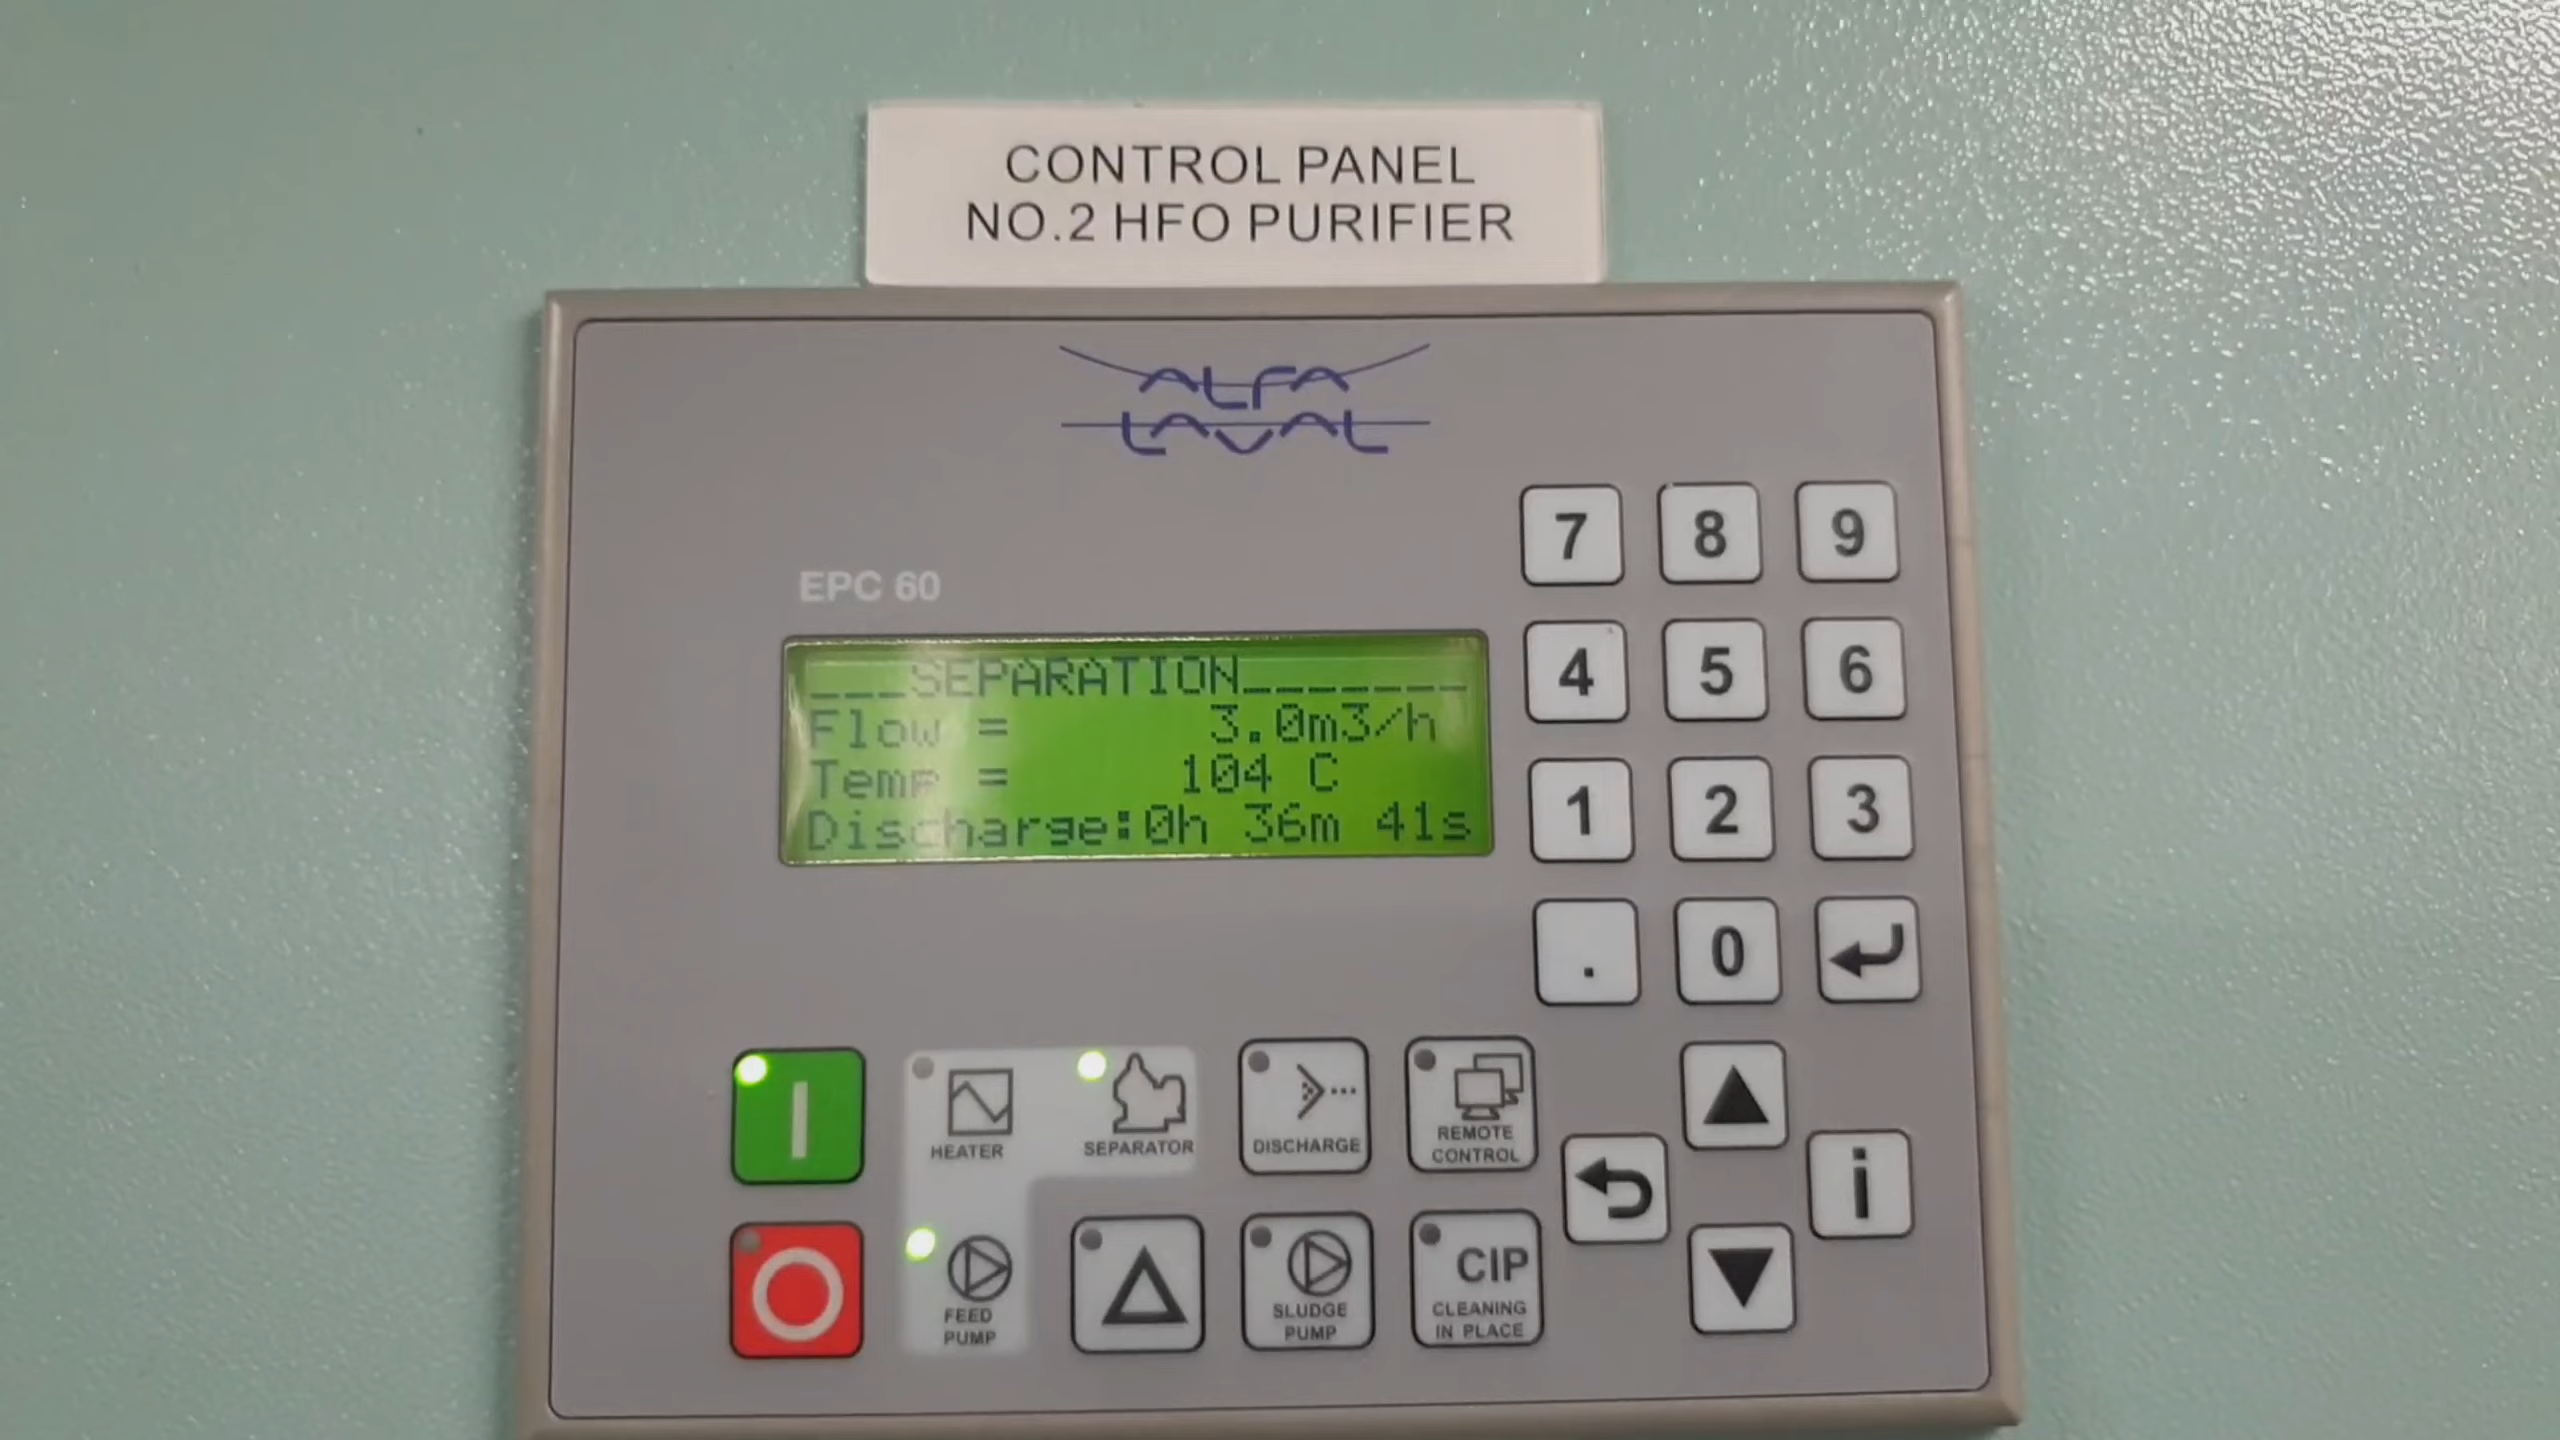 CONTROL PANEL
NO.2 HFO PURIFIER
ALFA
LAVAL
EPC 60
___SEPARATION_______
Flow = 3.0m3/h
Temp = 104 C
Discharge:0h 36m 41s
7 8 9
4 5 6
1 2 3
. 0
I
HEATER
SEPARATOR
DISCHARGE
REMOTE
CONTROL
i
FEED
PUMP
SLUDGE
PUMP
CIP
CLEANING
IN PLACE